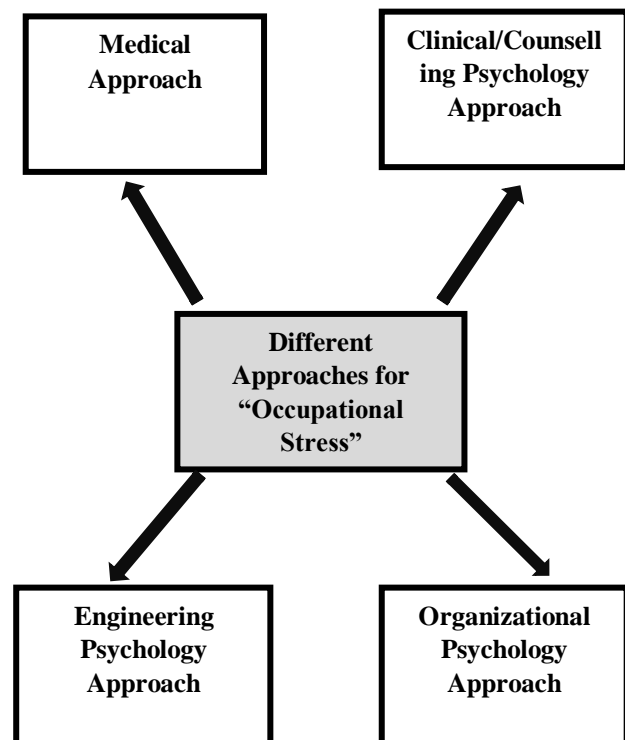 Medical
Approach
Clinical/Counsell
ing Psychology
Approach
Different
Approaches for
“Occupational
Stress”
Engineering
Psychology
Approach
Organizational
Psychology
Approach